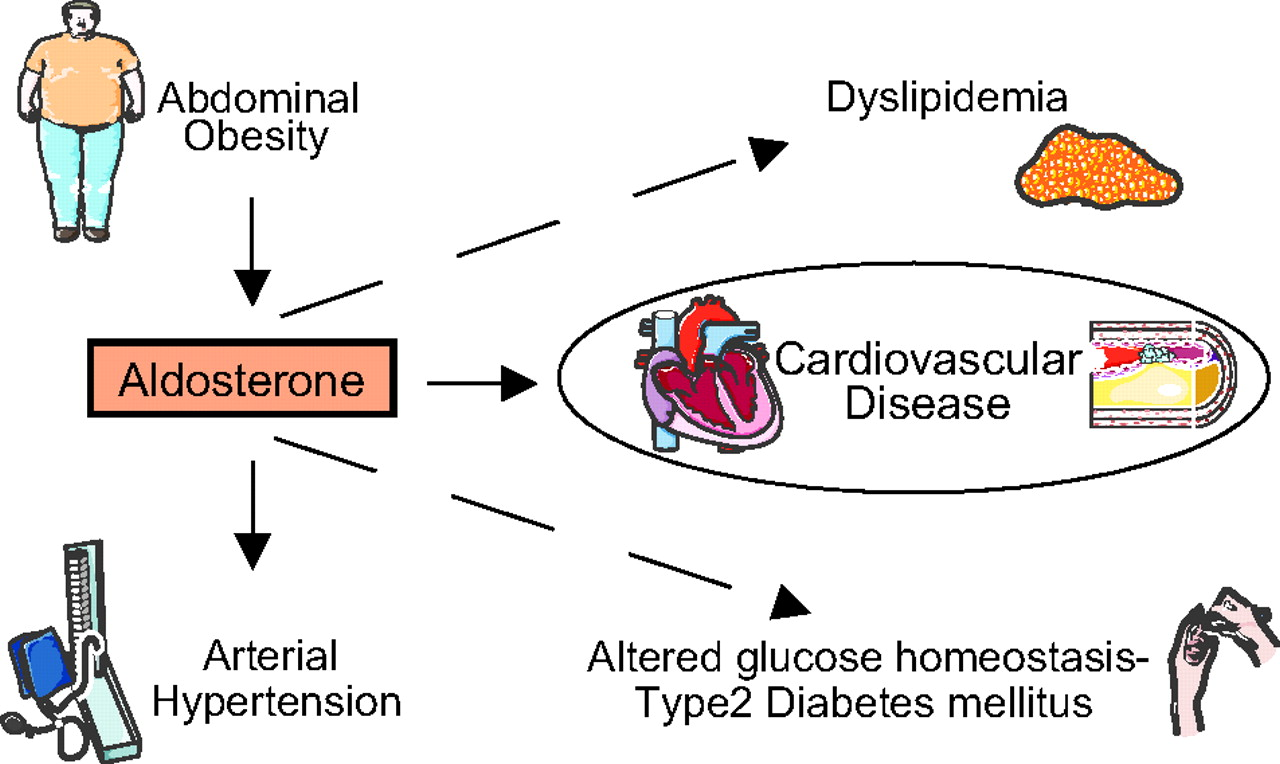 Abdominal
Obesity
Dyslipidemia
Aldosterone
Cardiovascular
Disease
Arterial
Hypertension
Altered glucose homeostasis-
Type2 Diabetes mellitus